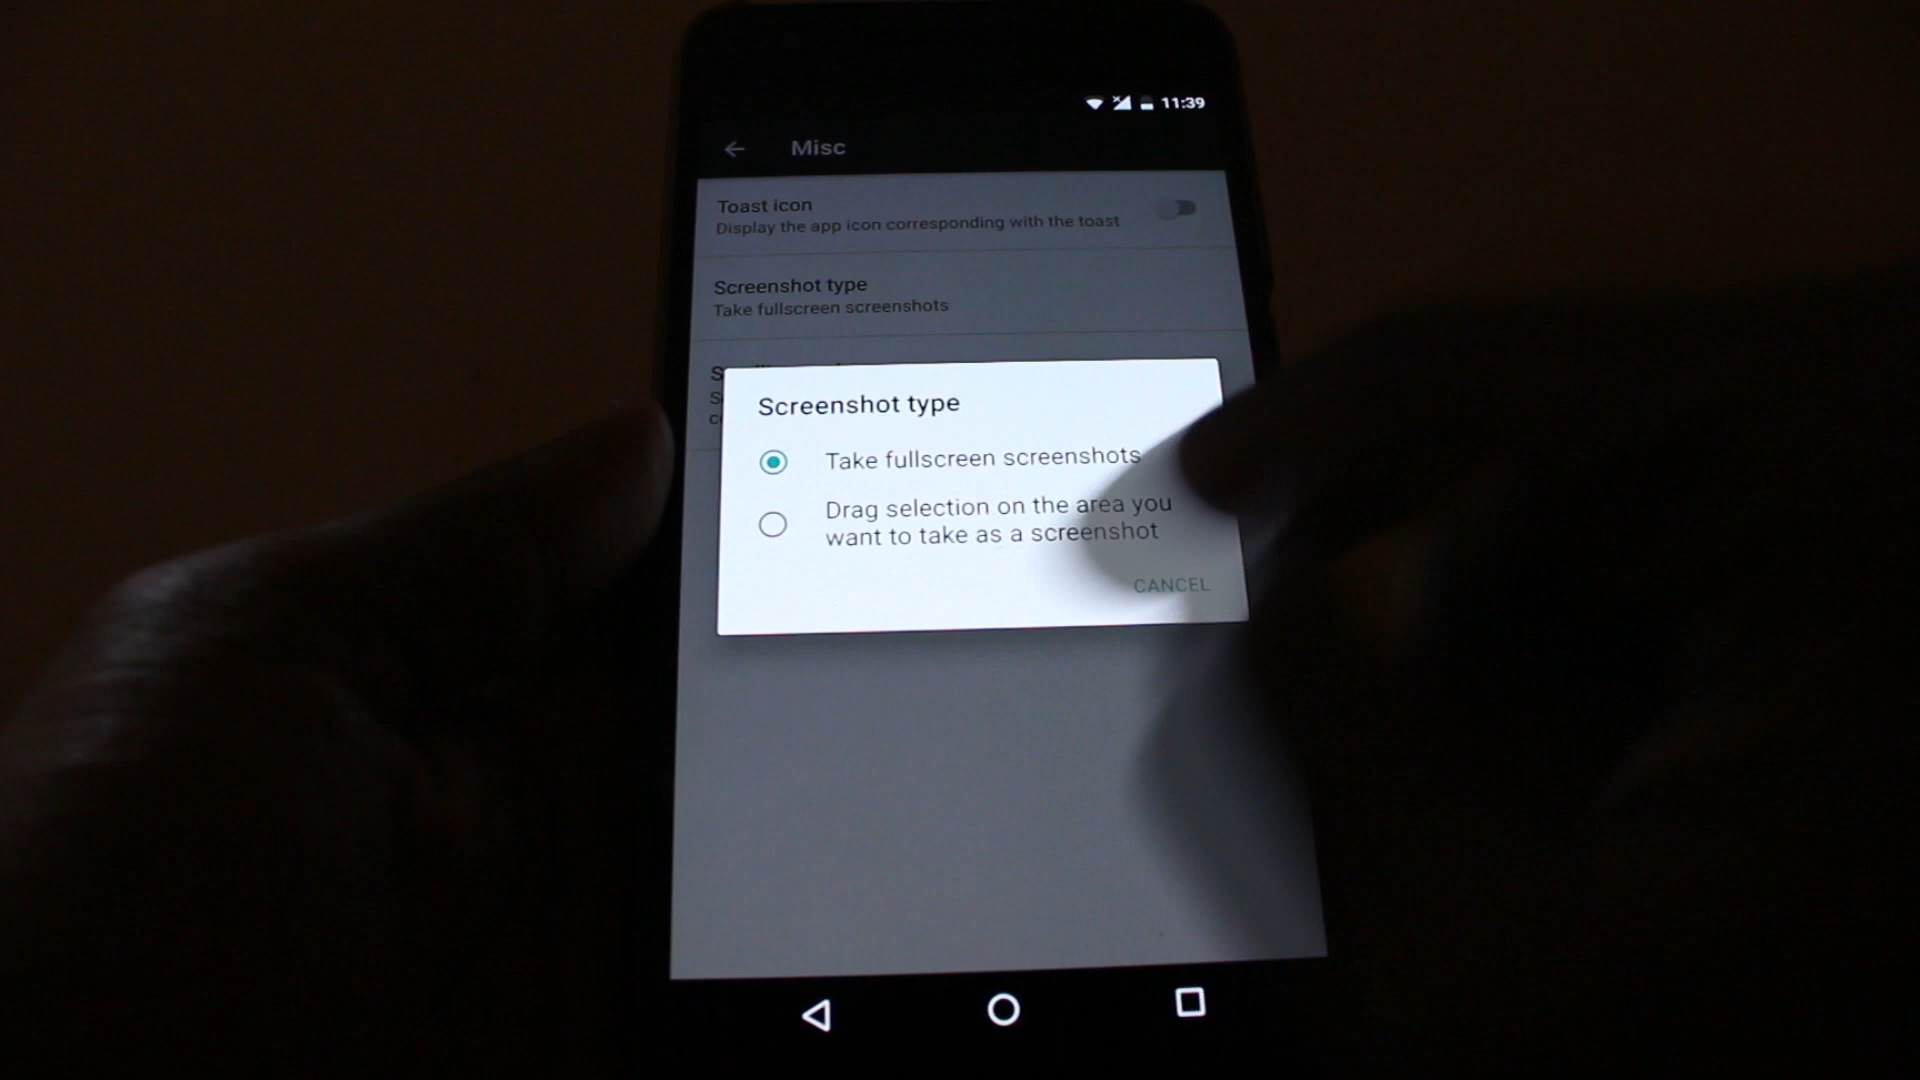 11:39
Misc
Toast icon
Display the app icon corresponding with the toast
Screenshot type
Take fullscreen screenshots
Screenshot type
Take fullscreen screenshots
Drag selection on the area you
want to take as a screenshot
CANCEL